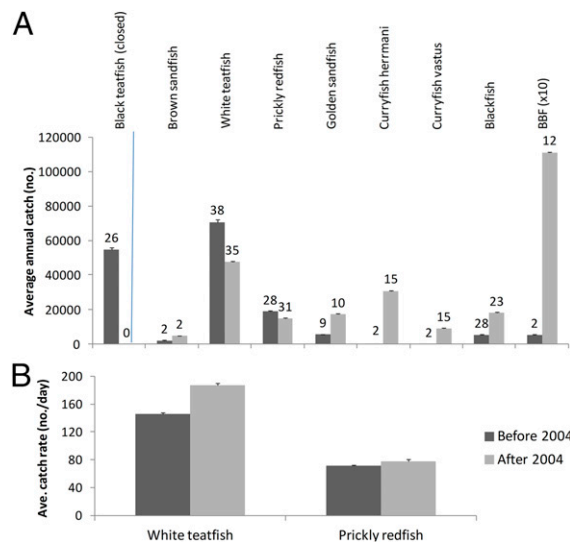 A
Black teatfish (closed)
Brown sandfish
White teatfish
Prickly redfish
Golden sandfish
Curryfish herrmani
Curryfish vastus
Blackfish
BBF (x10)
Average annual catch (no.)
120000
100000
80000
60000
40000
20000
0
26
0
2
2
38
35
28
31
9
10
2
15
2
15
28
23
2
12
B
Ave. catch rate (no./day)
200
160
120
80
40
0
White teatfish
Prickly redfish
Before 2004
After 2004